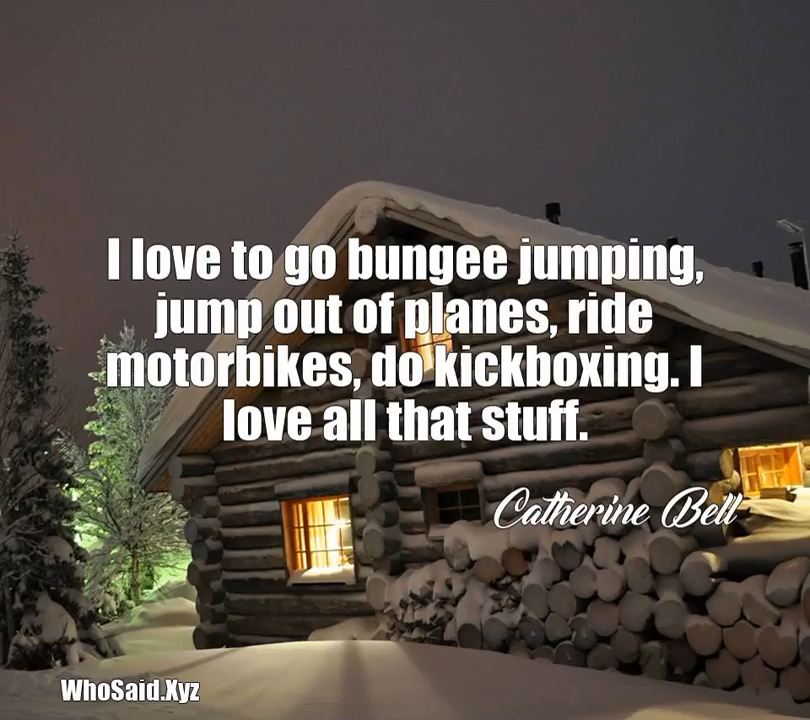 I love to go bungee jumping,
jump out of planes, ride
motorbikes, do kickboxing. I
love all that stuff.
Catherine Bell
WhoSaid.Xyz